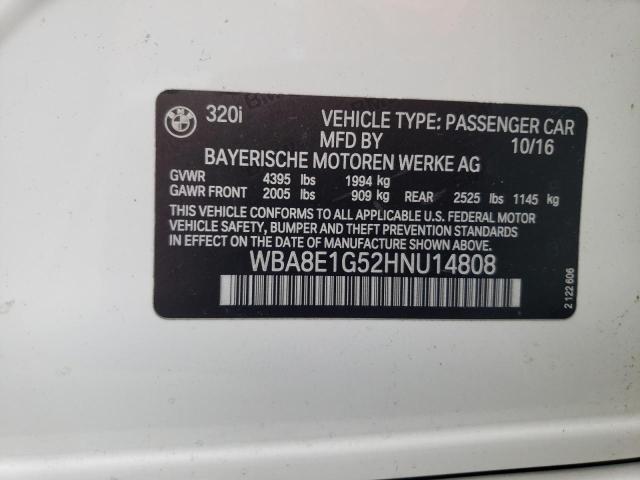 BMW 320i VEHICLE TYPE: PASSENGER CAR
MFD BY 10/16
BAYERISCHE MOTOREN WERKE AG
GVWR 4395 lbs 1994 kg
GAWR FRONT 2005 lbs 909 kg REAR 2525 lbs 1145 kg
THIS VEHICLE CONFORMS TO ALL APPLICABLE U.S. FEDERAL MOTOR
VEHICLE SAFETY, BUMPER, AND THEFT PREVENTION STANDARDS
IN EFFECT ON THE DATE OF MANUFACTURE SHOWN ABOVE.
WBA8E1G52HNU14808
2 122 606